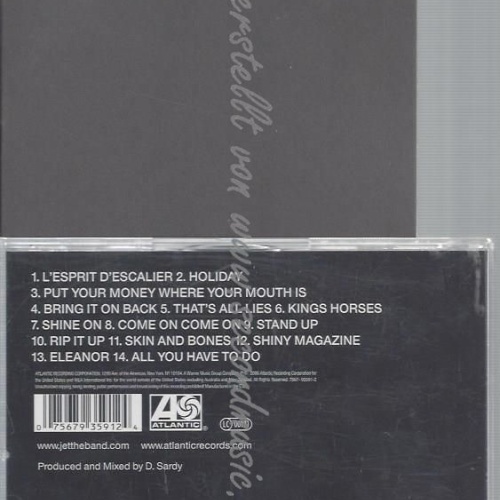 erstellt von www.secondmusic.
1. L'ESPRIT D'ESCALIER 2. HOLIDAY
3. PUT YOUR MONEY WHERE YOUR MOUTH IS
4. BRING IT ON BACK 5. THAT'S ALL LIES 6. KINGS HORSES
7. SHINE ON 8. COME ON COME ON 9. STAND UP
10. RIP IT UP 11. SKIN AND BONES 12. SHINY MAGAZINE
13. ELEANOR 14. ALL YOU HAVE TO DO
0 75679 35912 4
ATLANTIC
www.jettheband.com www.atlanticrecords.com
Produced and Mixed by D. Sardy